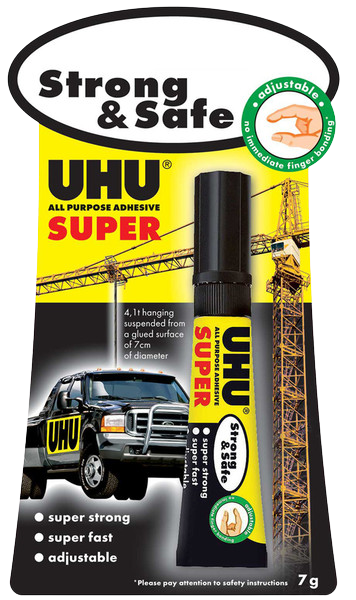 Strong
& Safe
• adjustable •
no immediate finger bonding*
UHU®
ALL PURPOSE ADHESIVE
SUPER
4,1t hanging
suspended from
a glued surface
of 7cm
of diameter
UHU
ALL PURPOSE ADHESIVE
SUPER
Strong
& Safe
• super strong
• super fast
adjustable
UHU
• super strong
• super fast
• adjustable
*Please pay attention to safety instructions
7g